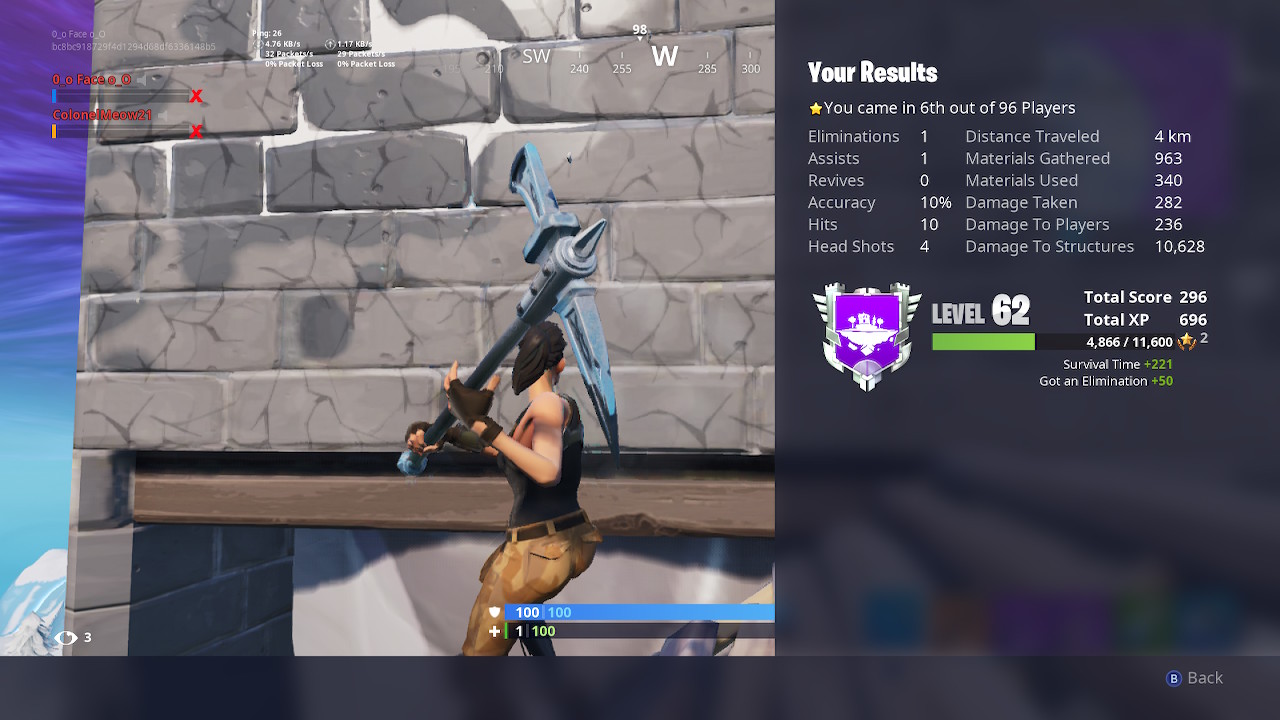 0_o Face o_O
bc8bc918729f4d1294d68df6336148b5
Ping: 26
4.76 KB/s 1.17 KB/s
32 Packets/s 29 Packets/s
0% Packet Loss 0% Packet Loss
0_o Face o_O
ColonelMeow21
98
195 210 SW 240 255 W 285 300
Your Results
You came in 6th out of 96 Players
Eliminations 1 Distance Traveled 4 km
Assists 1 Materials Gathered 963
Revives 0 Materials Used 340
Accuracy 10% Damage Taken 282
Hits 10 Damage To Players 236
Head Shots 4 Damage To Structures 10,628
LEVEL 62
Total Score 296
Total XP 696
4,866 / 11,600 2
Survival Time +221
Got an Elimination +50
100 100
1 100
3
B Back